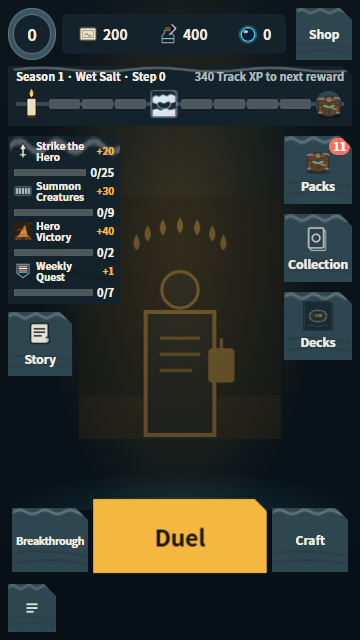 0
200
400
0
Shop
Season 1 · Wet Salt · Step 0
340 Track XP to next reward
Strike the
Hero
+20
0/25
Summon
Creatures
+30
0/9
Hero
Victory
+40
0/2
Weekly
Quest
+1
0/7
Story
11
Packs
Collection
Decks
Breakthrough
Duel
Craft